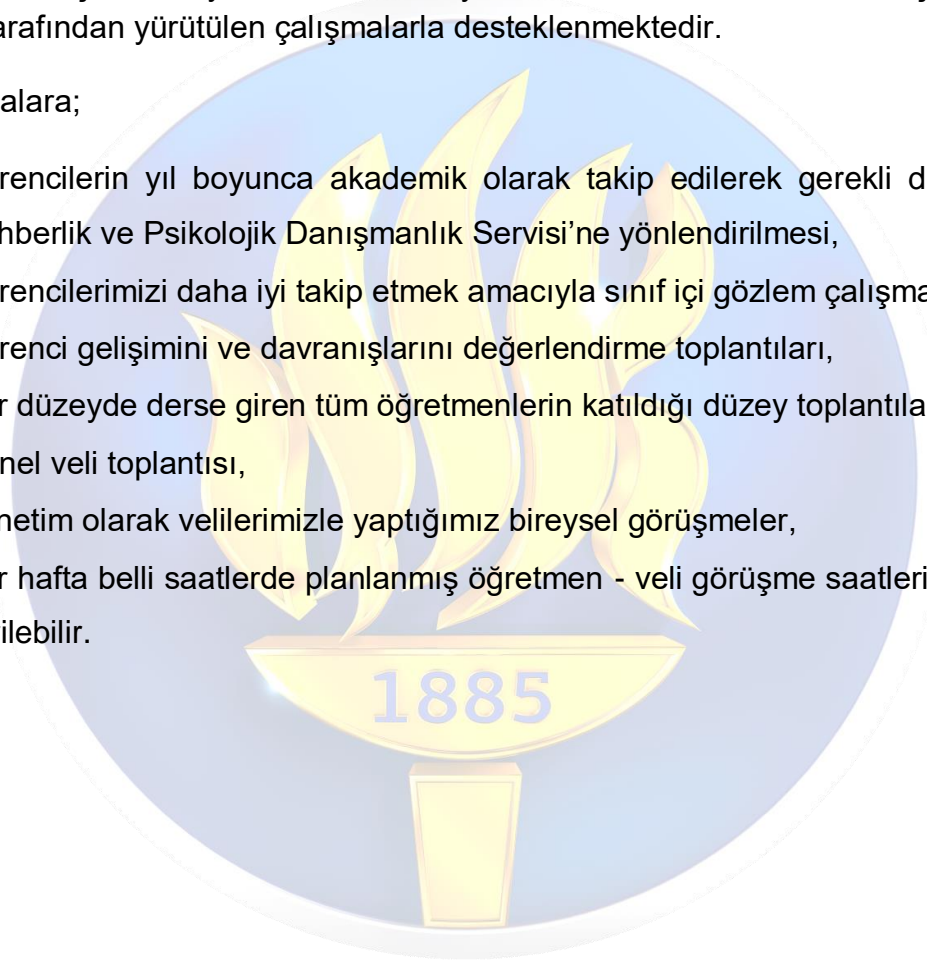 arafından yürütülen çalışmalarla desteklenmektedir.
alara;
rencilerin yıl boyunca akademik olarak takip edilerek gerekli d
hberlik ve Psikolojik Danışmanlık Servisi’ne yönlendirilmesi,
rencilerimizi daha iyi takip etmek amacıyla sınıf içi gözlem çalışma
renci gelişimini ve davranışlarını değerlendirme toplantıları,
r düzeyde derse giren tüm öğretmenlerin katıldığı düzey toplantıla
nel veli toplantısı,
netim olarak velilerimizle yaptığımız bireysel görüşmeler,
r hafta belli saatlerde planlanmış öğretmen - veli görüşme saatleri
ilebilir.
1885